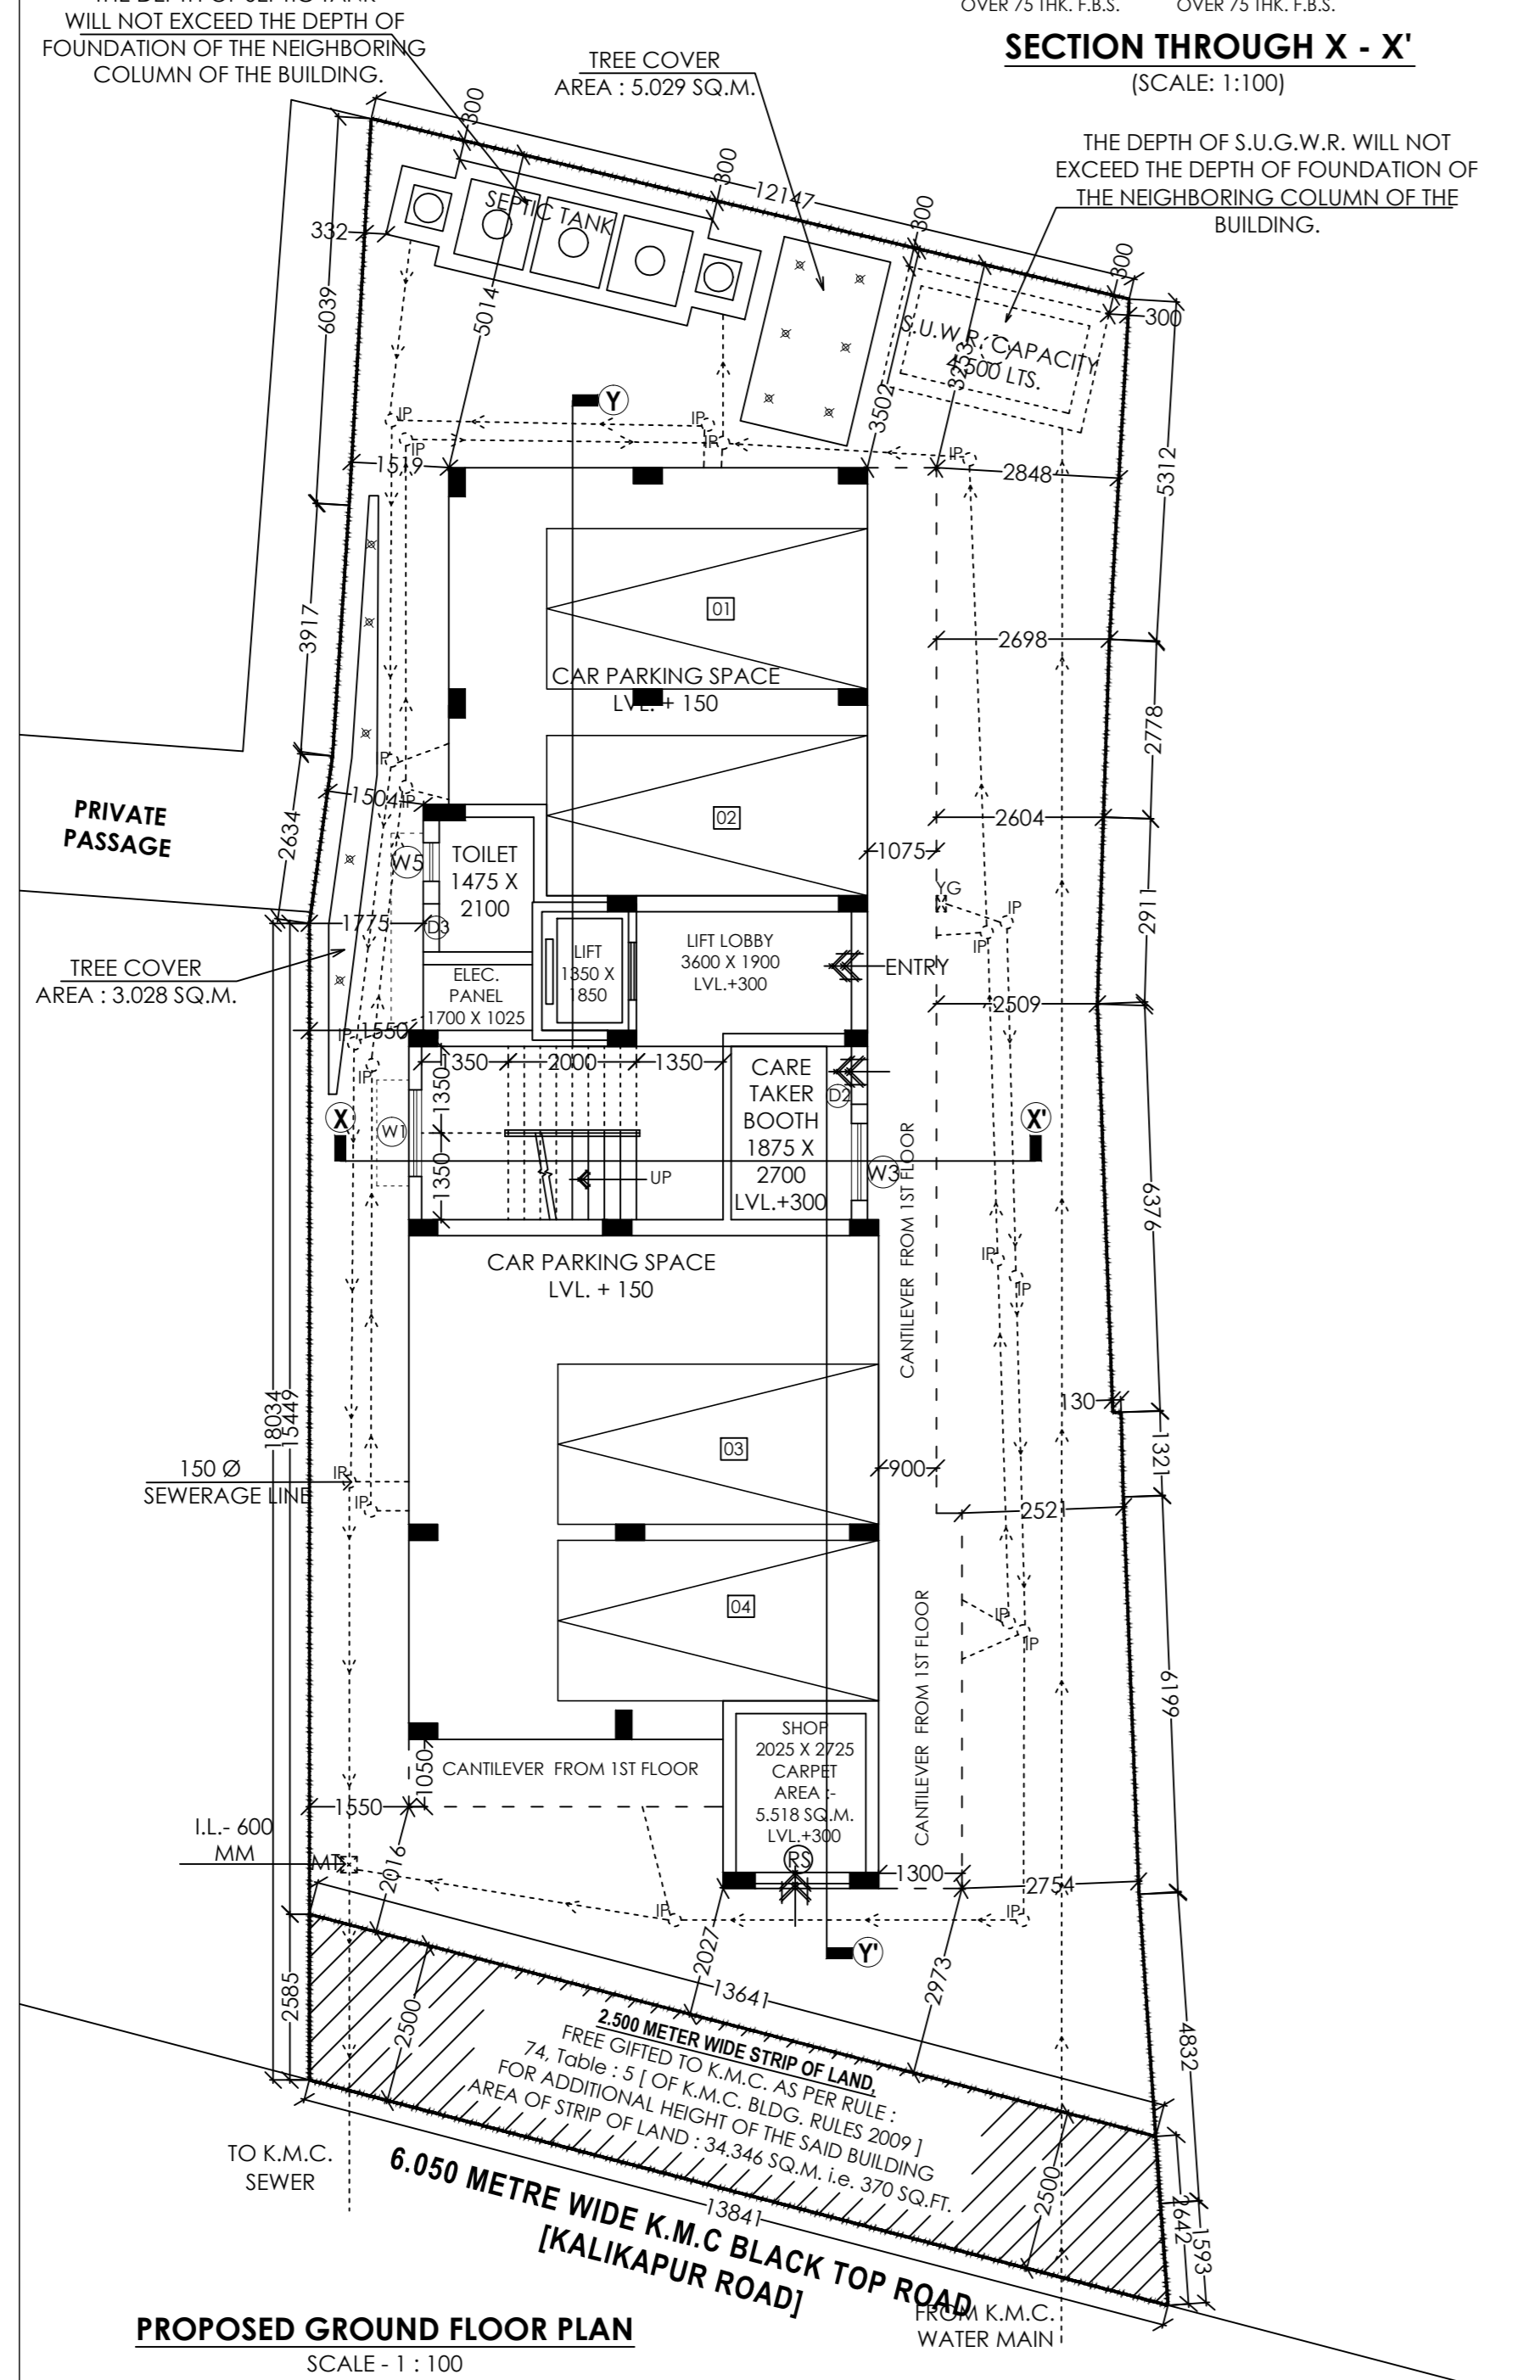 THE DEPTH OF SEPTIC TANK
WILL NOT EXCEED THE DEPTH OF
FOUNDATION OF THE NEIGHBORING
COLUMN OF THE BUILDING.
OVER 75 THK. F.B.S.
OVER 75 THK. F.B.S.
SECTION THROUGH X - X'
(SCALE: 1:100)
TREE COVER
AREA : 5.029 SQ.M.
THE DEPTH OF S.U.G.W.R. WILL NOT
EXCEED THE DEPTH OF FOUNDATION OF
THE NEIGHBORING COLUMN OF THE
BUILDING.
300
300
12147
300
300
300
332
SEPTIC TANK
6039
5014
S.U.W.R. CAPACITY
4500 LTS.
3253
3502
Y
IP
IP
IP
IP
IP
1519
2848
5312
01
3917
CAR PARKING SPACE
LVL. + 150
2698
2778
IP
1504
IP
02
2604
PRIVATE
PASSAGE
2634
W5
TOILET
1475 X
2100
1075
2911
YG
IP
IP
1775
D3
LIFT
1350 X
1850
LIFT LOBBY
3600 X 1900
LVL.+300
ENTRY
TREE COVER
AREA : 3.028 SQ.M.
ELEC.
PANEL
1700 X 1025
2509
IP
1550
IP
1350
2000
1350
1350
CARE
TAKER
BOOTH
1875 X
2700
LVL.+300
D2
X
W1
X'
1350
UP
W3
CANTILEVER FROM 1ST FLOOR
6376
IP
IP
CAR PARKING SPACE
LVL. + 150
18034
15449
130
1321
03
150 Ø
SEWERAGE LINE
IP
IP
900
2521
04
IP
IP
CANTILEVER FROM 1ST FLOOR
6199
SHOP
2025 X 2725
CARPET
AREA :-
5.518 SQ.M.
LVL.+300
1050
CANTILEVER FROM 1ST FLOOR
1550
I.L.- 600
MM
MT
2016
RS
1300
2754
IP
IP
Y'
2027
2973
2585
2500
13641
4832
2.500 METER WIDE STRIP OF LAND,
FREE GIFTED TO K.M.C. AS PER RULE :
74, Table : 5 [ OF K.M.C. BLDG. RULES 2009 ]
FOR ADDITIONAL HEIGHT OF THE SAID BUILDING
AREA OF STRIP OF LAND : 34.346 SQ.M. i.e. 370 SQ.FT.
2500
2642
1593
13841
TO K.M.C.
SEWER
6.050 METRE WIDE K.M.C BLACK TOP ROAD
[KALIKAPUR ROAD]
FROM K.M.C.
WATER MAIN
PROPOSED GROUND FLOOR PLAN
SCALE - 1 : 100